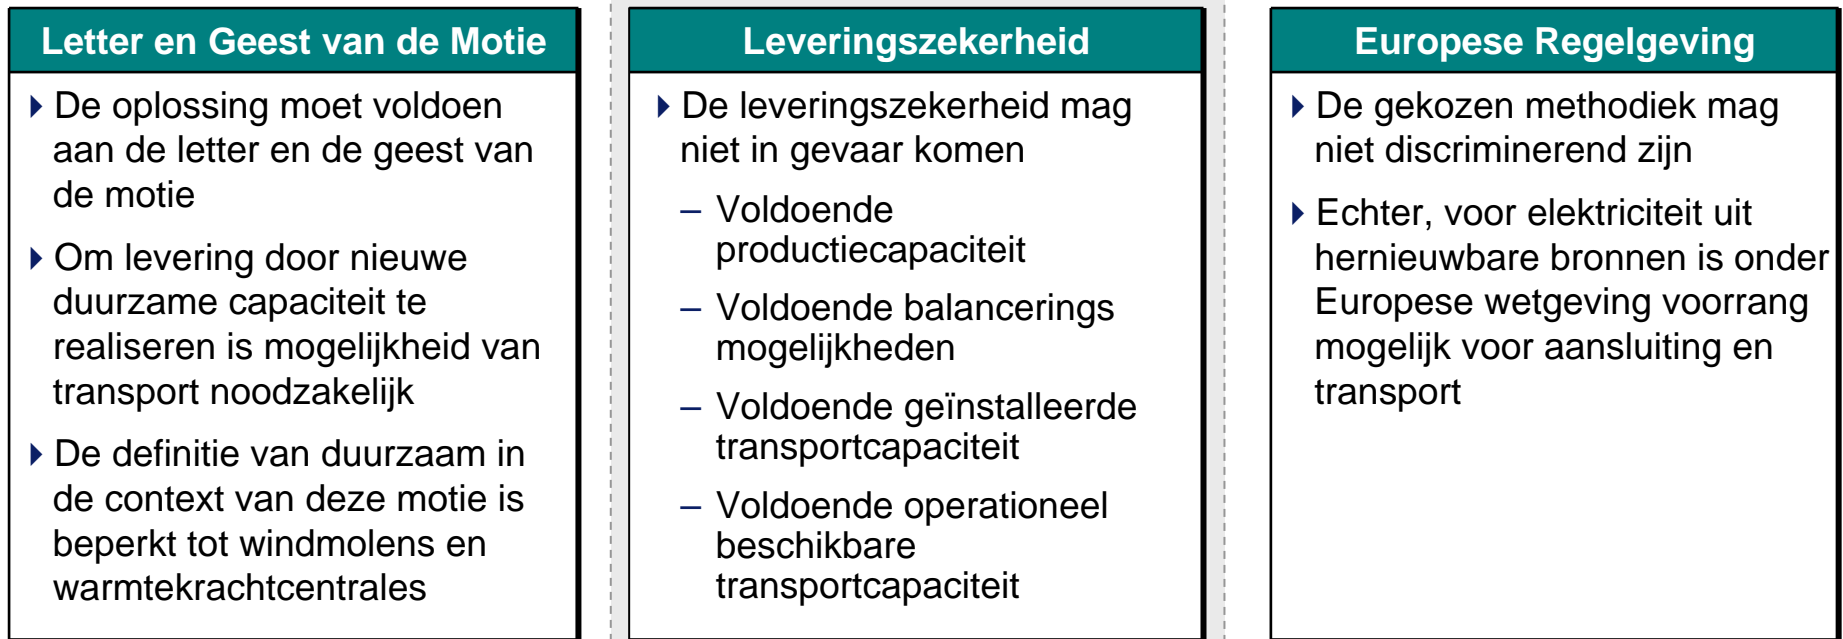 Letter en Geest van de Motie
De oplossing moet voldoen
aan de letter en de geest van
de motie
Om levering door nieuwe
duurzame capaciteit te
realiseren is mogelijkheid van
transport noodzakelijk
De definitie van duurzaam in
de context van deze motie is
beperkt tot windmolens en
warmtekrachtcentrales
Leveringszekerheid
De leveringszekerheid mag
niet in gevaar komen
– Voldoende
productiecapaciteit
– Voldoende balancerings
mogelijkheden
– Voldoende geïnstalleerde
transportcapaciteit
– Voldoende operationeel
beschikbare
transportcapaciteit
Europese Regelgeving
De gekozen methodiek mag
niet discriminerend zijn
Echter, voor elektriciteit uit
hernieuwbare bronnen is onder
Europese wetgeving voorrang
mogelijk voor aansluiting en
transport